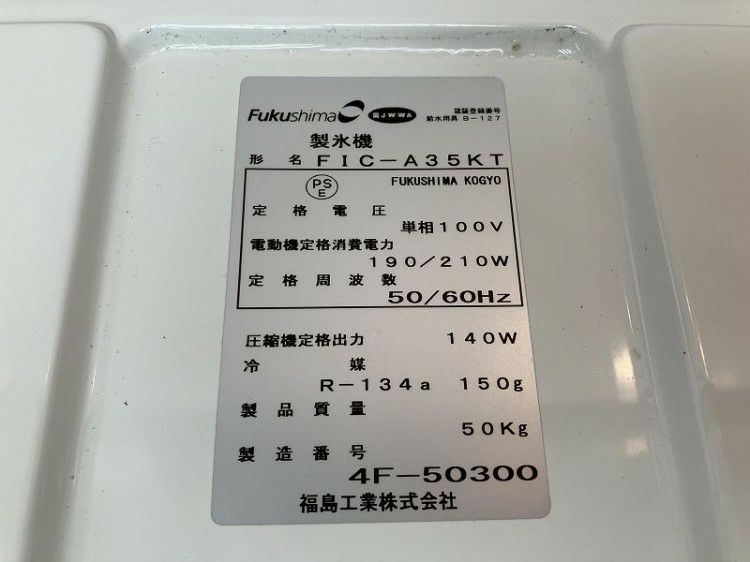 Fukushima JWWA 認証登録番号
給水用具 B-127
製氷機
形名 FIC-A35KT
PSE FUKUSHIMA KOGYO
定格電圧
単相100V
電動機定格消費電力
190/210W
定格周波数
50/60Hz
圧縮機定格出力 140W
冷媒
R-134a 150g
製品質量
50Kg
製造番号
4F-50300
福島工業株式会社